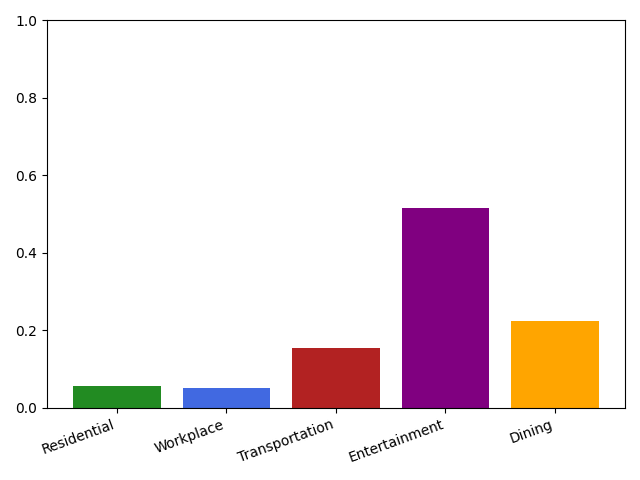 1.0
0.8
0.6
0.4
0.2
0.0
Residential
Workplace
Transportation
Entertainment
Dining